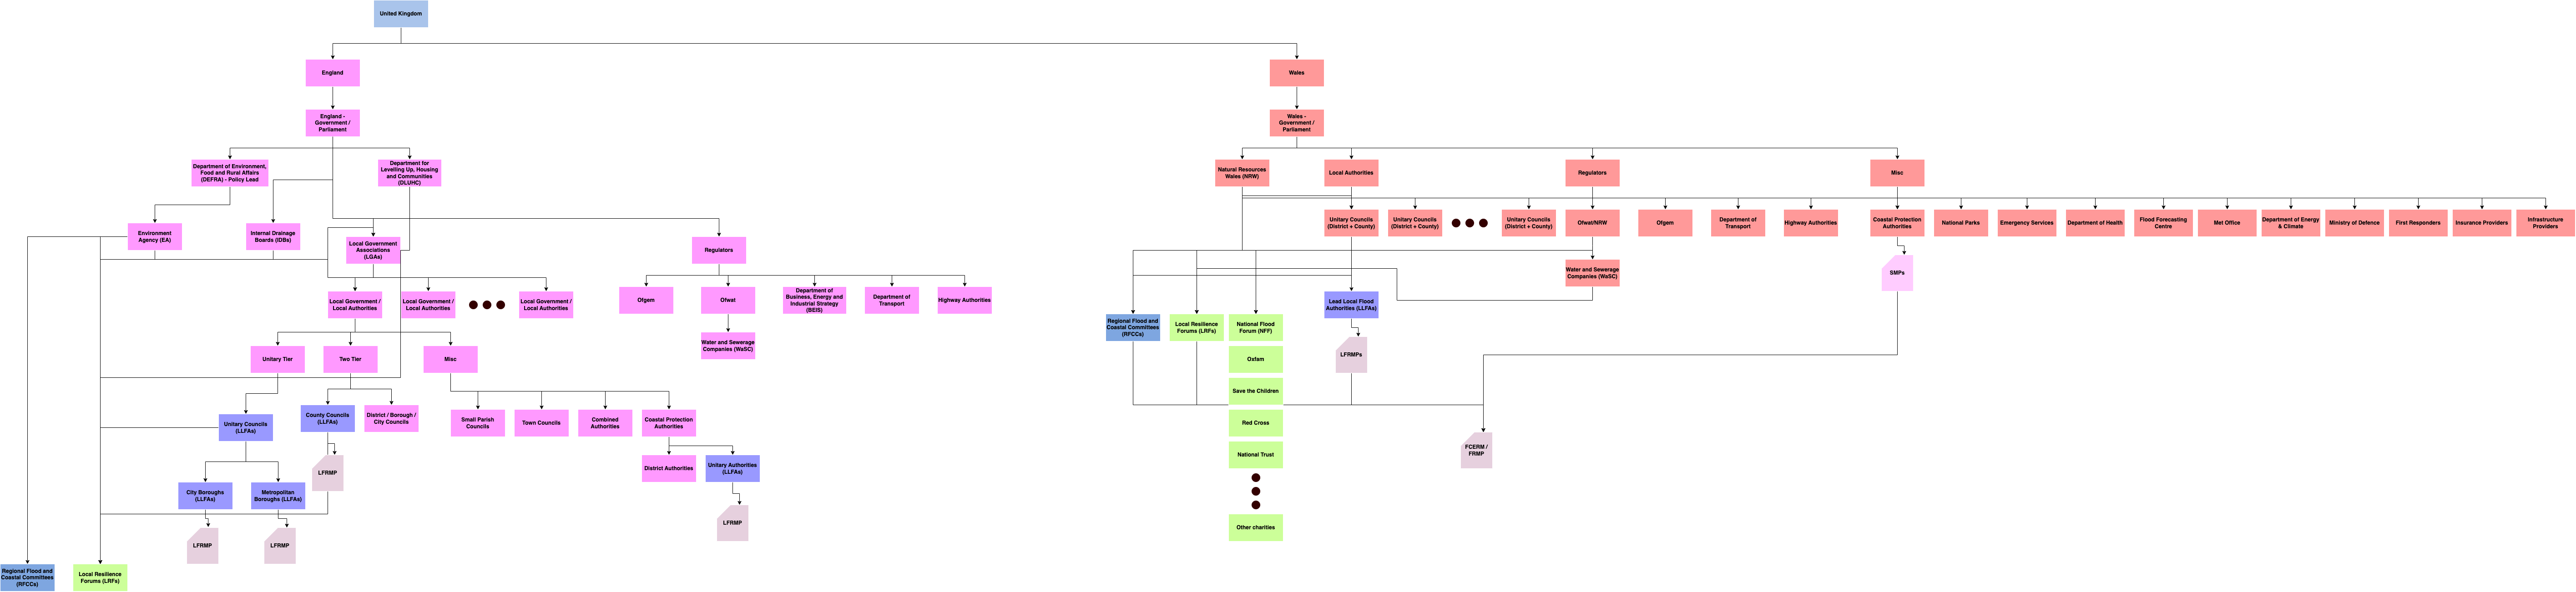 United Kingdom
England
Wales
England -
Government /
Parliament
Wales -
Government /
Parliament
Department of Environment,
Food and Rural Affairs
(DEFRA) - Policy Lead
Department for
Levelling Up, Housing
and Communities
(DLUHC)
Natural Resources
Wales (NRW)
Local Authorities
Regulators
Misc
Environment
Agency (EA)
Internal Drainage
Boards (IDBs)
Local Government
Associations
(LGAs)
Regulators
Unitary Councils
(District + County)
Unitary Councils
(District + County)
Unitary Councils
(District + County)
Ofwat/NRW
Ofgem
Department of
Transport
Highway Authorities
Coastal Protection
Authorities
National Parks
Emergency Services
Department of Health
Flood Forecasting
Centre
Met Office
Department of Energy
& Climate
Ministry of Defence
First Responders
Insurance Providers
Infrastructure
Providers
Water and Sewerage
Companies (WaSC)
SMPs
Local Government /
Local Authorities
Local Government /
Local Authorities
Local Government /
Local Authorities
Ofgem
Ofwat
Department of
Business, Energy and
Industrial Strategy
(BEIS)
Department of
Transport
Highway Authorities
Lead Local Flood
Authorities (LLFAs)
Regional Flood and
Coastal Committees
(RFCCs)
Local Resilience
Forums (LRFs)
National Flood
Forum (NFF)
Water and Sewerage
Companies (WaSC)
LFRMPs
Unitary Tier
Two Tier
Misc
Oxfam
Save the Children
County Councils
(LLFAs)
District / Borough /
City Councils
Unitary Councils
(LLFAs)
Small Parish
Councils
Town Councils
Combined
Authorities
Coastal Protection
Authorities
Red Cross
National Trust
FCERM /
FRMP
LFRMP
District Authorities
Unitary Authorities
(LLFAs)
City Boroughs
(LLFAs)
Metropolitan
Boroughs (LLFAs)
LFRMP
Other charities
LFRMP
LFRMP
Regional Flood and
Coastal Committees
(RFCCs)
Local Resilience
Forums (LRFs)